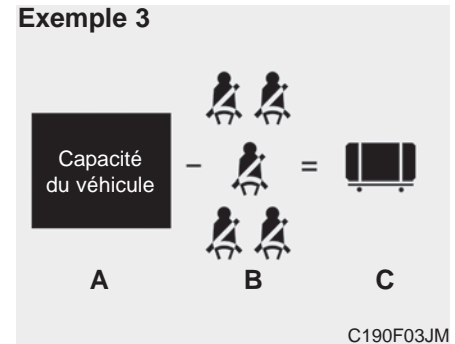 Exemple 3
Capacité
du véhicule
- =
A B C
C190F03JM